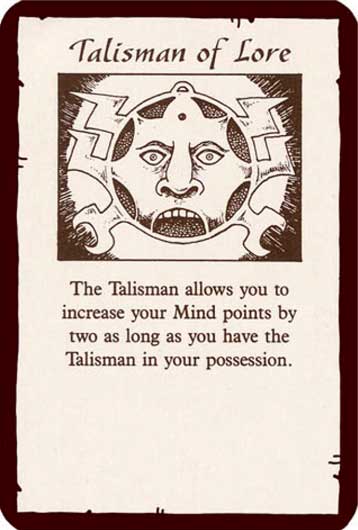 Talisman of Lore
The Talisman allows you to
increase your Mind points by
two as long as you have the
Talisman in your possession.